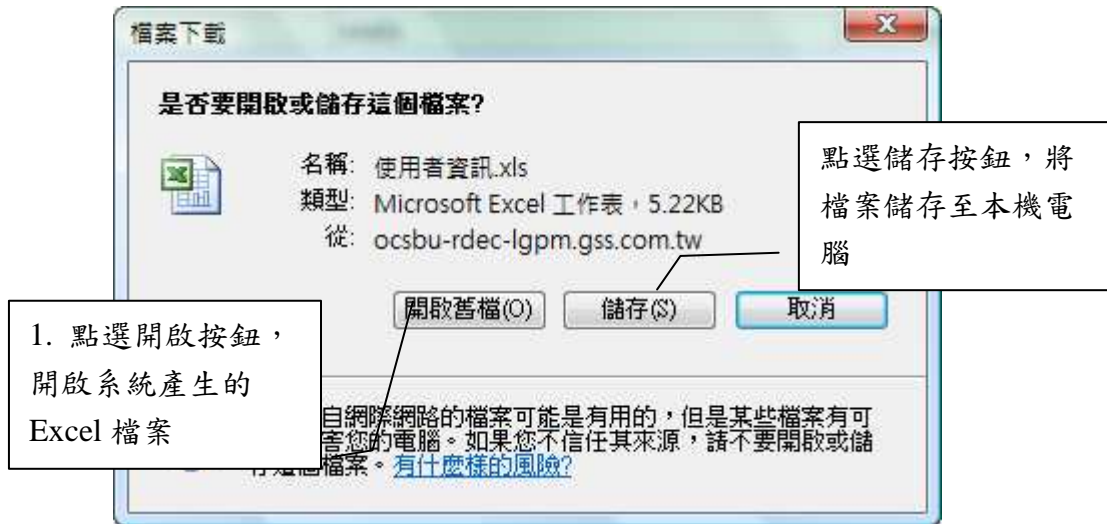 檔案下載
是否要開啟或儲存這個檔案?
名稱: 使用者資訊.xls
類型: Microsoft Excel 工作表,5.22KB
從: ocsbu-rdec-lgpm.gss.com.tw
點選儲存按鈕,將
檔案儲存至本機電
腦
開啟舊檔(O)
儲存(S)
取消
1. 點選開啟按鈕,
開啟系統產生的
Excel 檔案
自網際網路的檔案可能是有用的,但是某些檔案有可
害您的電腦。如果您不信任其來源,請不要開啟或儲
存這個檔案。有什麼樣的風險?